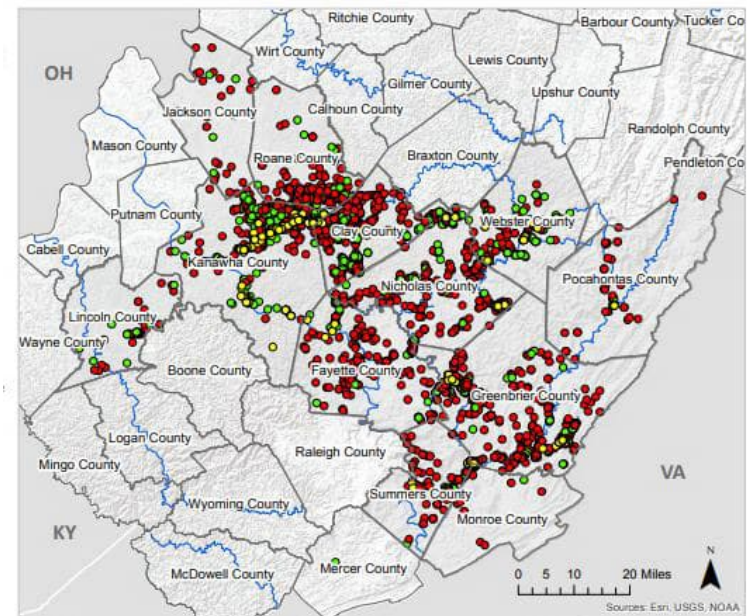 Ritchie County
Barbour County
Tucker Co
Wirt County
Lewis County
OH
Gilmer County
Upshur County
Jackson County
Calhoun County
Randolph County
Mason County
Roane County
Braxton County
Pendleton Co
Putnam County
Webster County
Clay County
Cabell County
Kanawha County
Pocahontas County
Nicholas County
Lincoln County
Wayne County
Boone County
Fayette County
Greenbrier County
Logan County
Raleigh County
Mingo County
VA
Summers County
Wyoming County
Monroe County
KY
N
Mercer County
McDowell County
0 5 10 20 Miles
Sources: Esri, USGS, NOAA